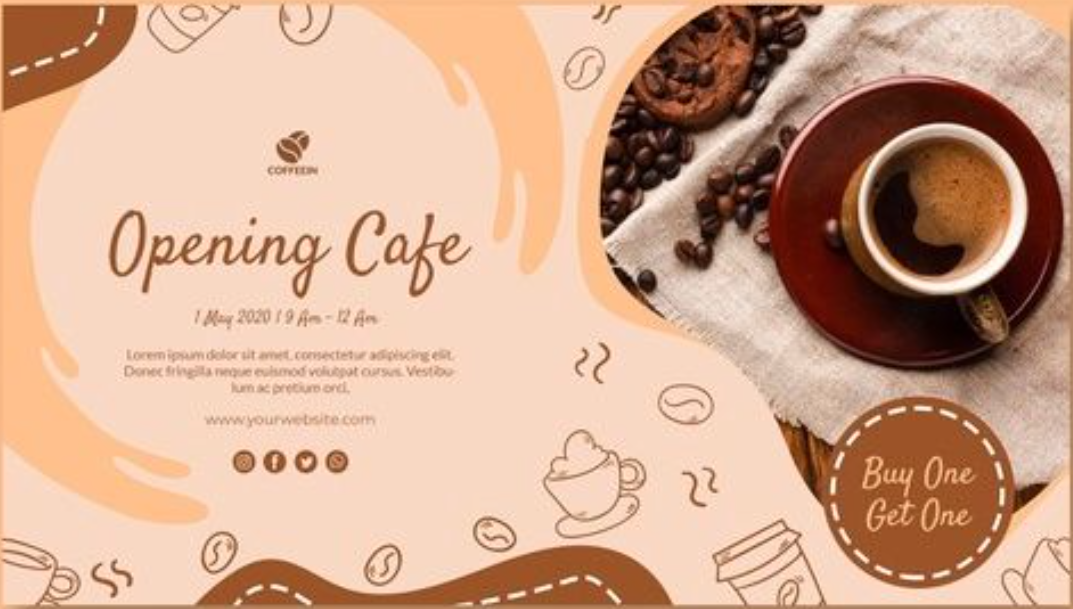 COFFEEIN
Opening Cafe
1 May 2020 | 9 Am - 12 Am
Lorem ipsum dolor sit amet, consectetur adipiscing elit.
Donec fringilla neque euismod volutpat cursus. Vestibu-
lum ac pretium orci.
www.yourwebsite.com
Buy One
Get One